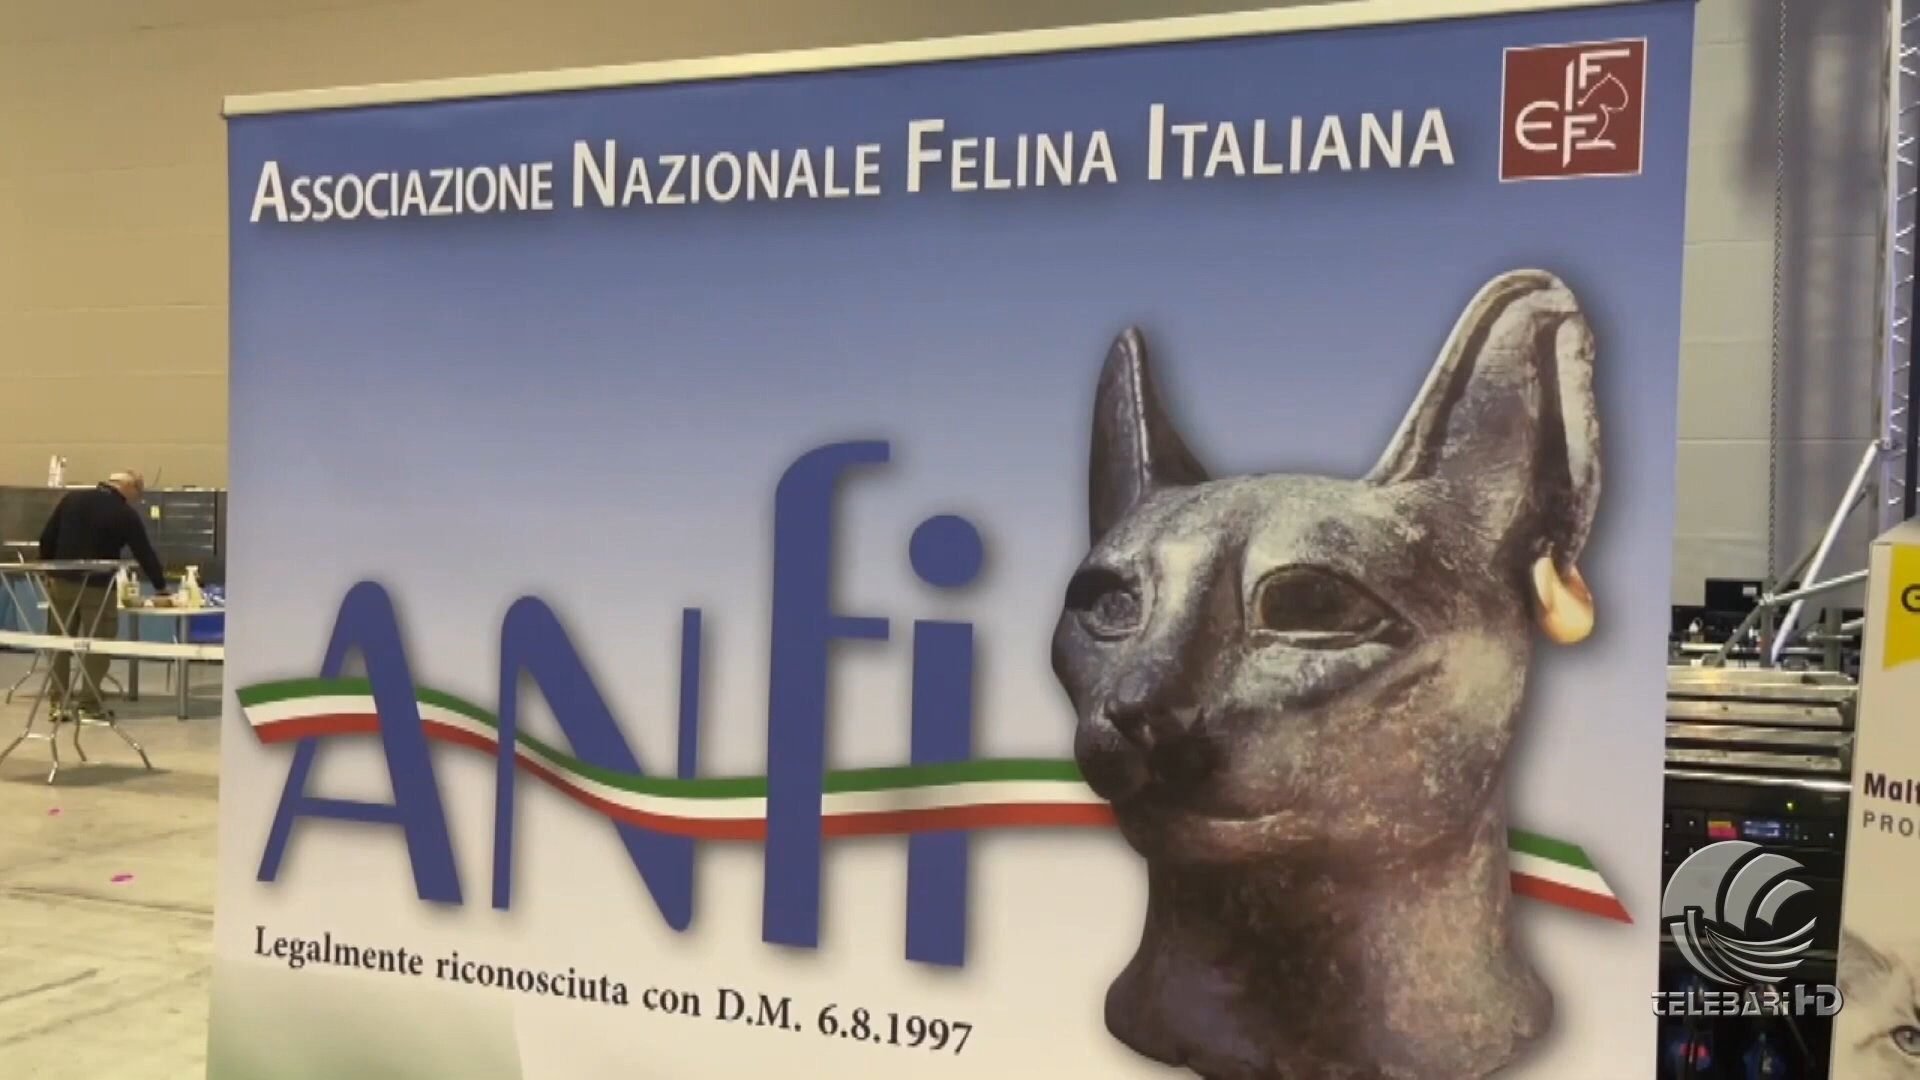 ASSOCIAZIONE NAZIONALE FELINA ITALIANA
FIFE
ANfi
Legalmente riconosciuta con D.M. 6.8.1997
TELEBARI HD